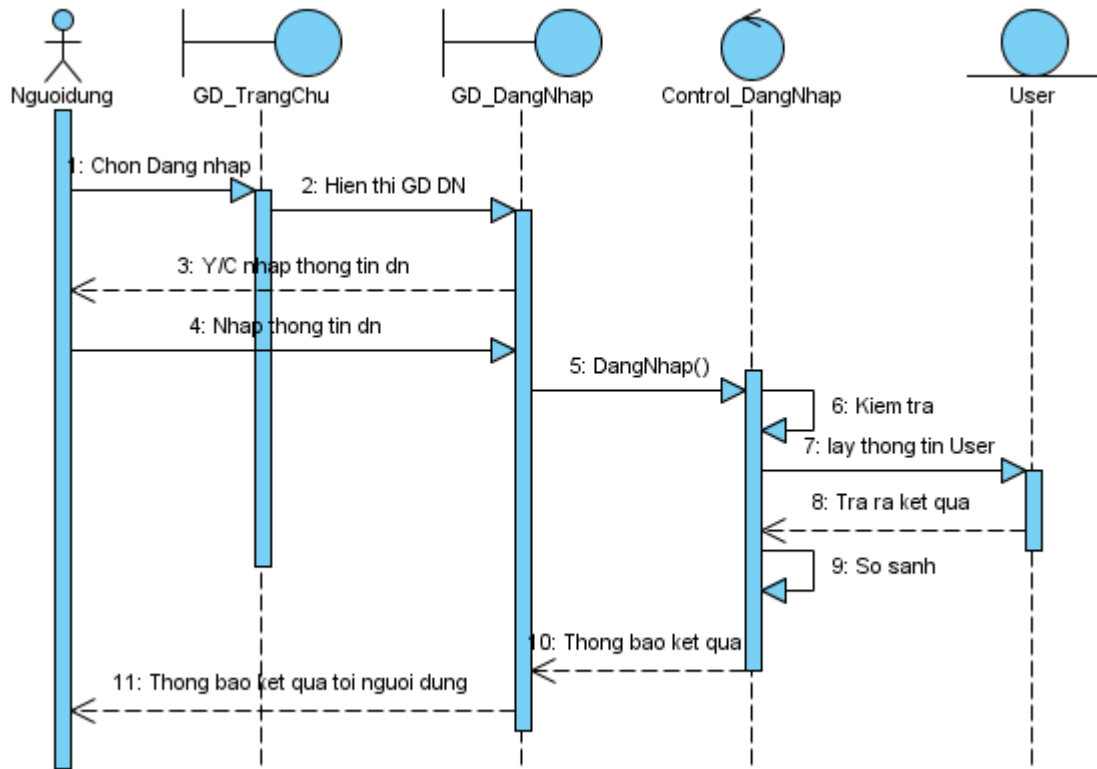 Nguoidung
GD_TrangChu
GD_DangNhap
Control_DangNhap
User
1: Chon Dang nhap
2: Hien thi GD DN
3: Y/C nhap thong tin dn
4: Nhap thong tin dn
5: DangNhap()
6: Kiem tra
7: lay thong tin User
8: Tra ra ket qua
9: So sanh
10: Thong bao ket qua
11: Thong bao ket qua toi nguoi dung